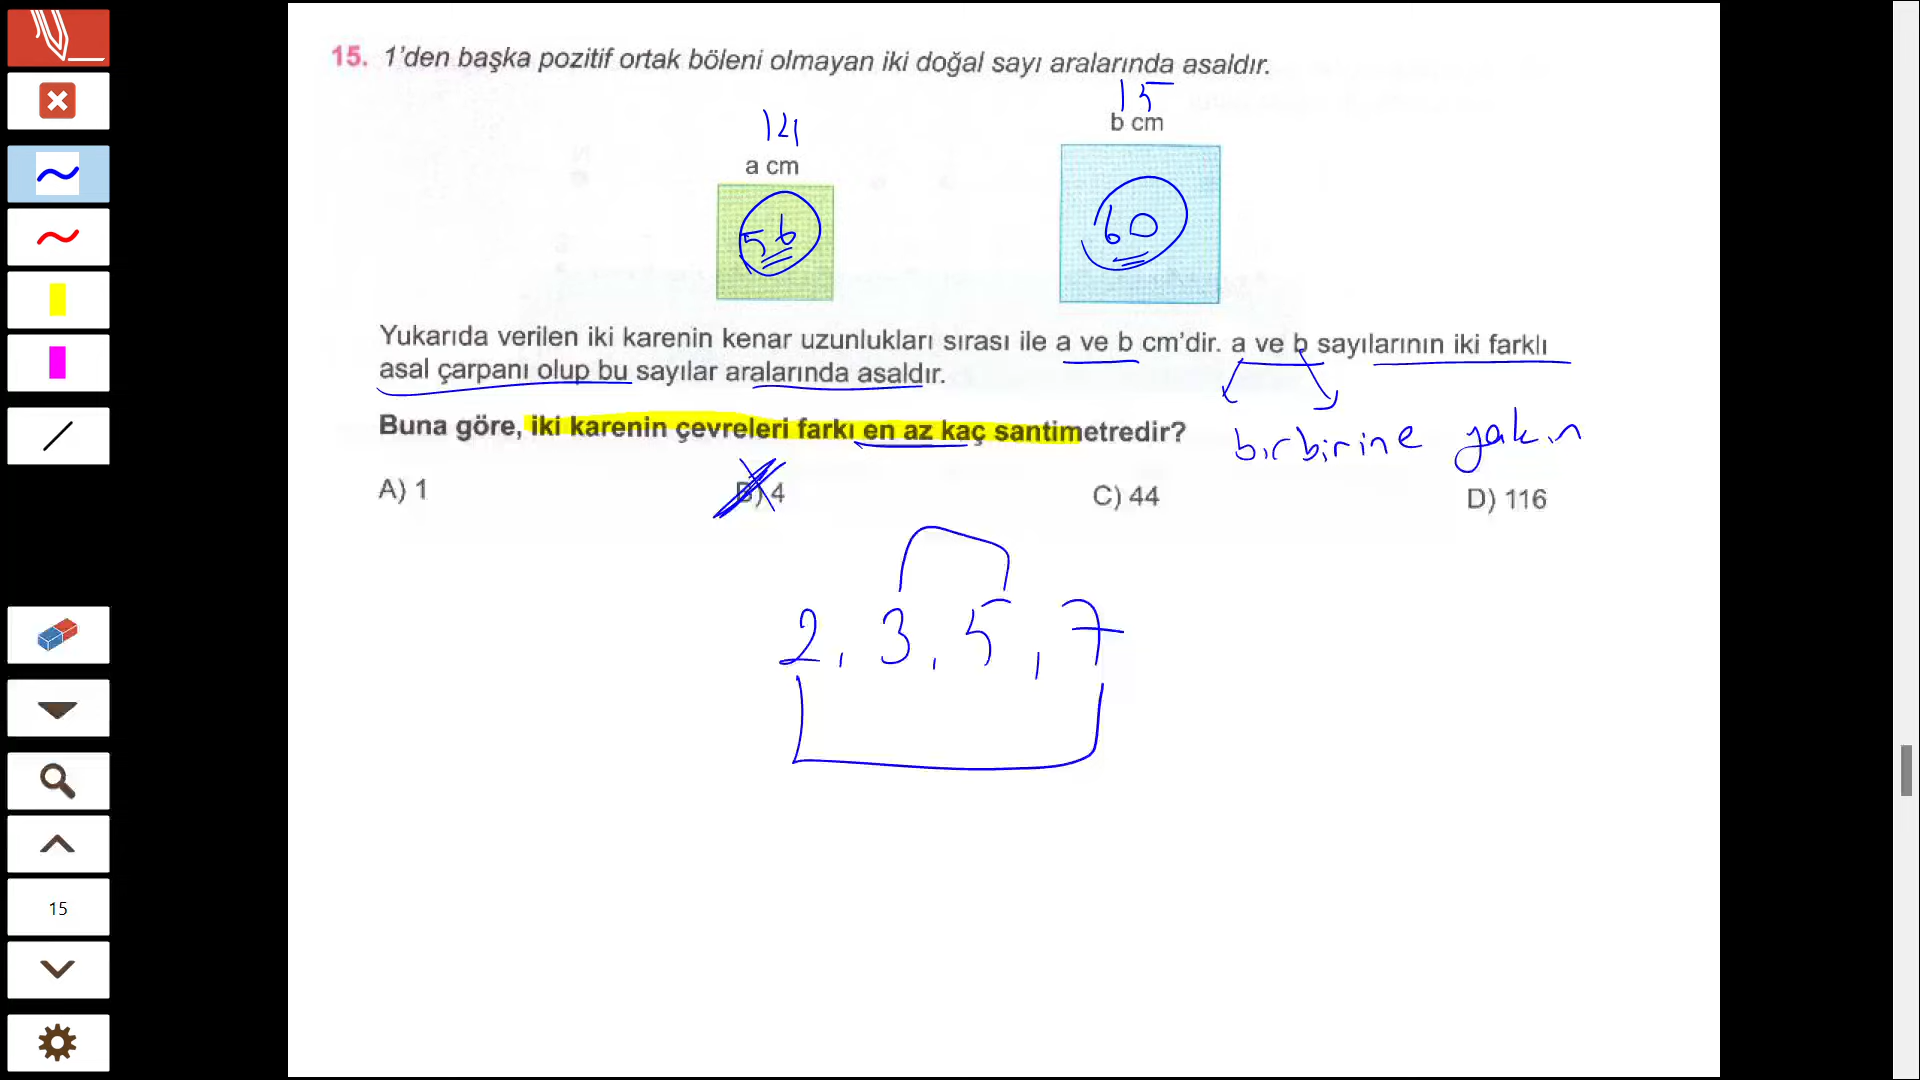 15. 1'den başka pozitif ortak böleni olmayan iki doğal sayı aralarında asaldır.
15
14
b cm
a cm
56
60
Yukarıda verilen iki karenin kenar uzunlukları sırası ile a ve b cm'dir. a ve b sayılarının iki farklı
asal çarpanı olup bu sayılar aralarında asaldır.
Buna göre, iki karenin çevreleri farkı en az kaç santimetredir?
birbirine yakın
A) 1 B) 4 C) 44 D) 116
2, 3, 5, 7
15